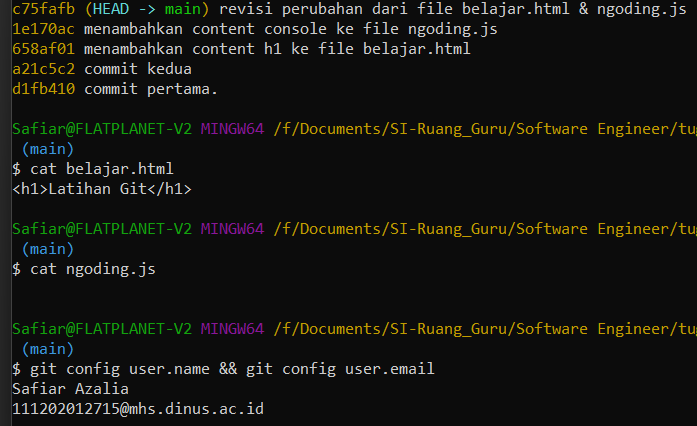 c75fafb (HEAD -> main) revisi perubahan dari file belajar.html & ngoding.js
1e170ac menambahkan content console ke file ngoding.js
658af01 menambahkan content h1 ke file belajar.html
a21c5c2 commit kedua
d1fb410 commit pertama.
Safiar@FLATPLANET-V2 MINGW64 /f/Documents/SI-Ruang_Guru/Software Engineer/tug
(main)
$ cat belajar.html
<h1>Latihan Git</h1>
Safiar@FLATPLANET-V2 MINGW64 /f/Documents/SI-Ruang_Guru/Software Engineer/tug
(main)
$ cat ngoding.js
Safiar@FLATPLANET-V2 MINGW64 /f/Documents/SI-Ruang_Guru/Software Engineer/tug
(main)
$ git config user.name && git config user.email
Safiar Azalia
111202012715@mhs.dinus.ac.id